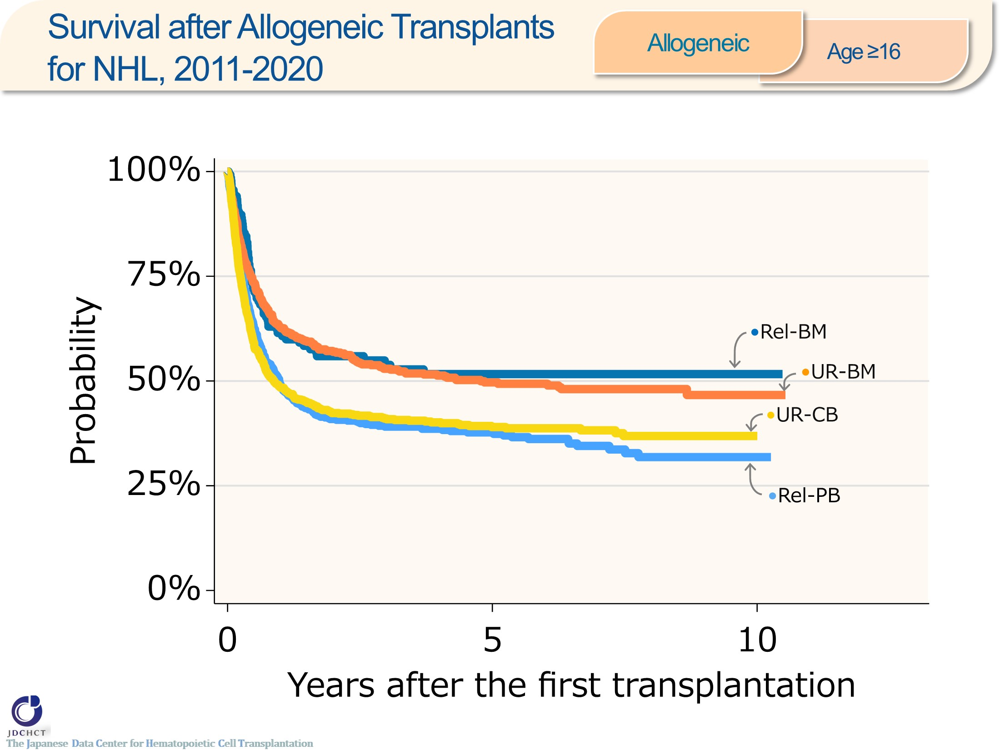 Survival after Allogeneic Transplants
for NHL, 2011-2020
Allogeneic
Age ≥16
100%
75%
50%
25%
0%
Probability
Rel-BM
UR-BM
UR-CB
Rel-PB
0 5 10
Years after the first transplantation
JDCHCT
The Japanese Data Center for Hematopoietic Cell Transplantation